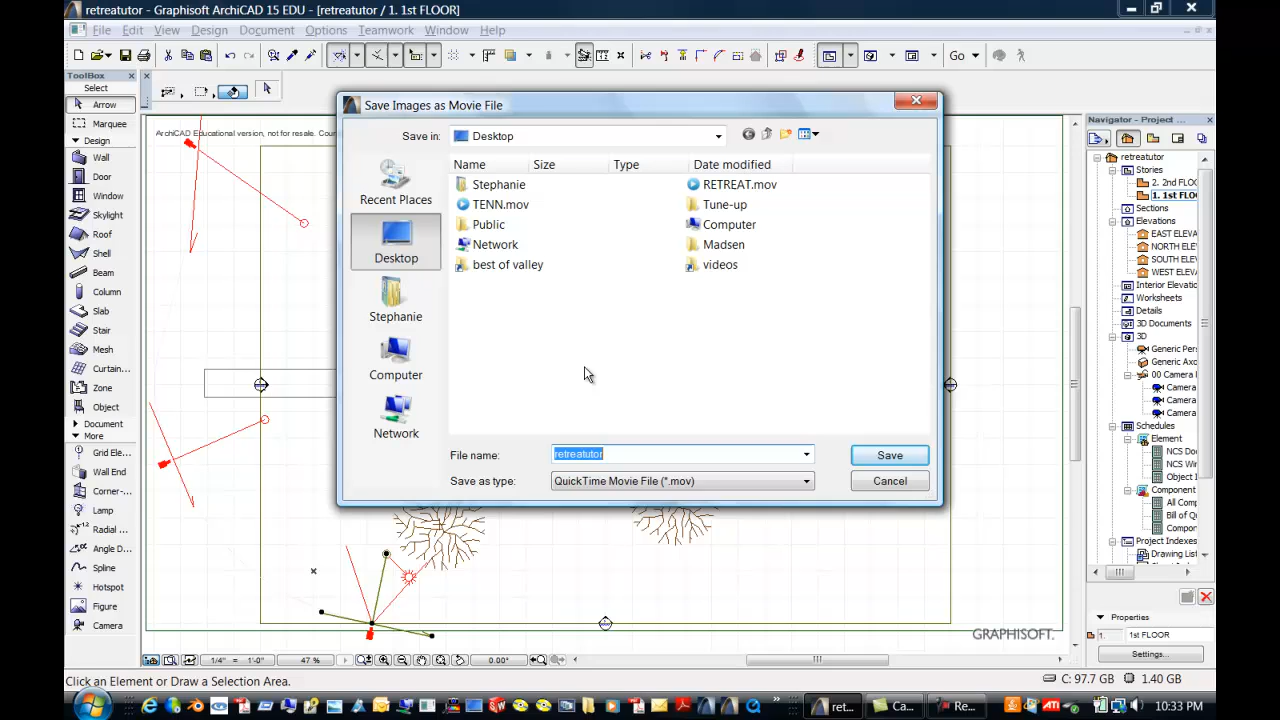 retreatutor - Graphisoft ArchiCAD 15 EDU - [retreatutor / 1. 1st FLOOR]
File Edit View Design Document Options Teamwork Window Help
Go
ToolBox
Select
Arrow
Marquee
Design
Wall
Door
Window
Skylight
Roof
Shell
Beam
Column
Slab
Stair
Mesh
Curtain...
Zone
Object
Document
More
Grid Ele...
Wall End
Corner-...
Lamp
Radial ...
Angle D...
Spline
Hotspot
Figure
Camera
ArchiCAD Educational version, not for resale. Cour
Save Images as Movie File
Save in: Desktop
Name Size Type Date modified
Stephanie RETREAT.mov
TENN.mov Tune-up
Public Computer
Network Madsen
best of valley videos
Recent Places
Desktop
Stephanie
Computer
Network
File name: retreatutor Save
Save as type: QuickTime Movie File (*.mov) Cancel
GRAPHISOFT.
Navigator - Project ...
retreatutor
Stories
2. 2nd FLOO
1. 1st FLO
Sections
Elevations
EAST ELEVA
NORTH ELE
SOUTH ELE
WEST ELEV
Interior Elevatio
Worksheets
Details
3D Documents
3D
Generic Pers
Generic Axo
00 Camera
Camera
Camera
Camera
Schedules
Element
NCS Do
NCS Wi
Object I
Component
All Comp
Bill of Q
Compo
Project Indexes
Drawing List
Properties
1. 1st FLOOR
Settings...
1/4" = 1'-0" 47 % 0.00°
Click an Element or Draw a Selection Area.
C: 97.7 GB 1.40 GB
ret... Ca... Re... ATI 10:33 PM